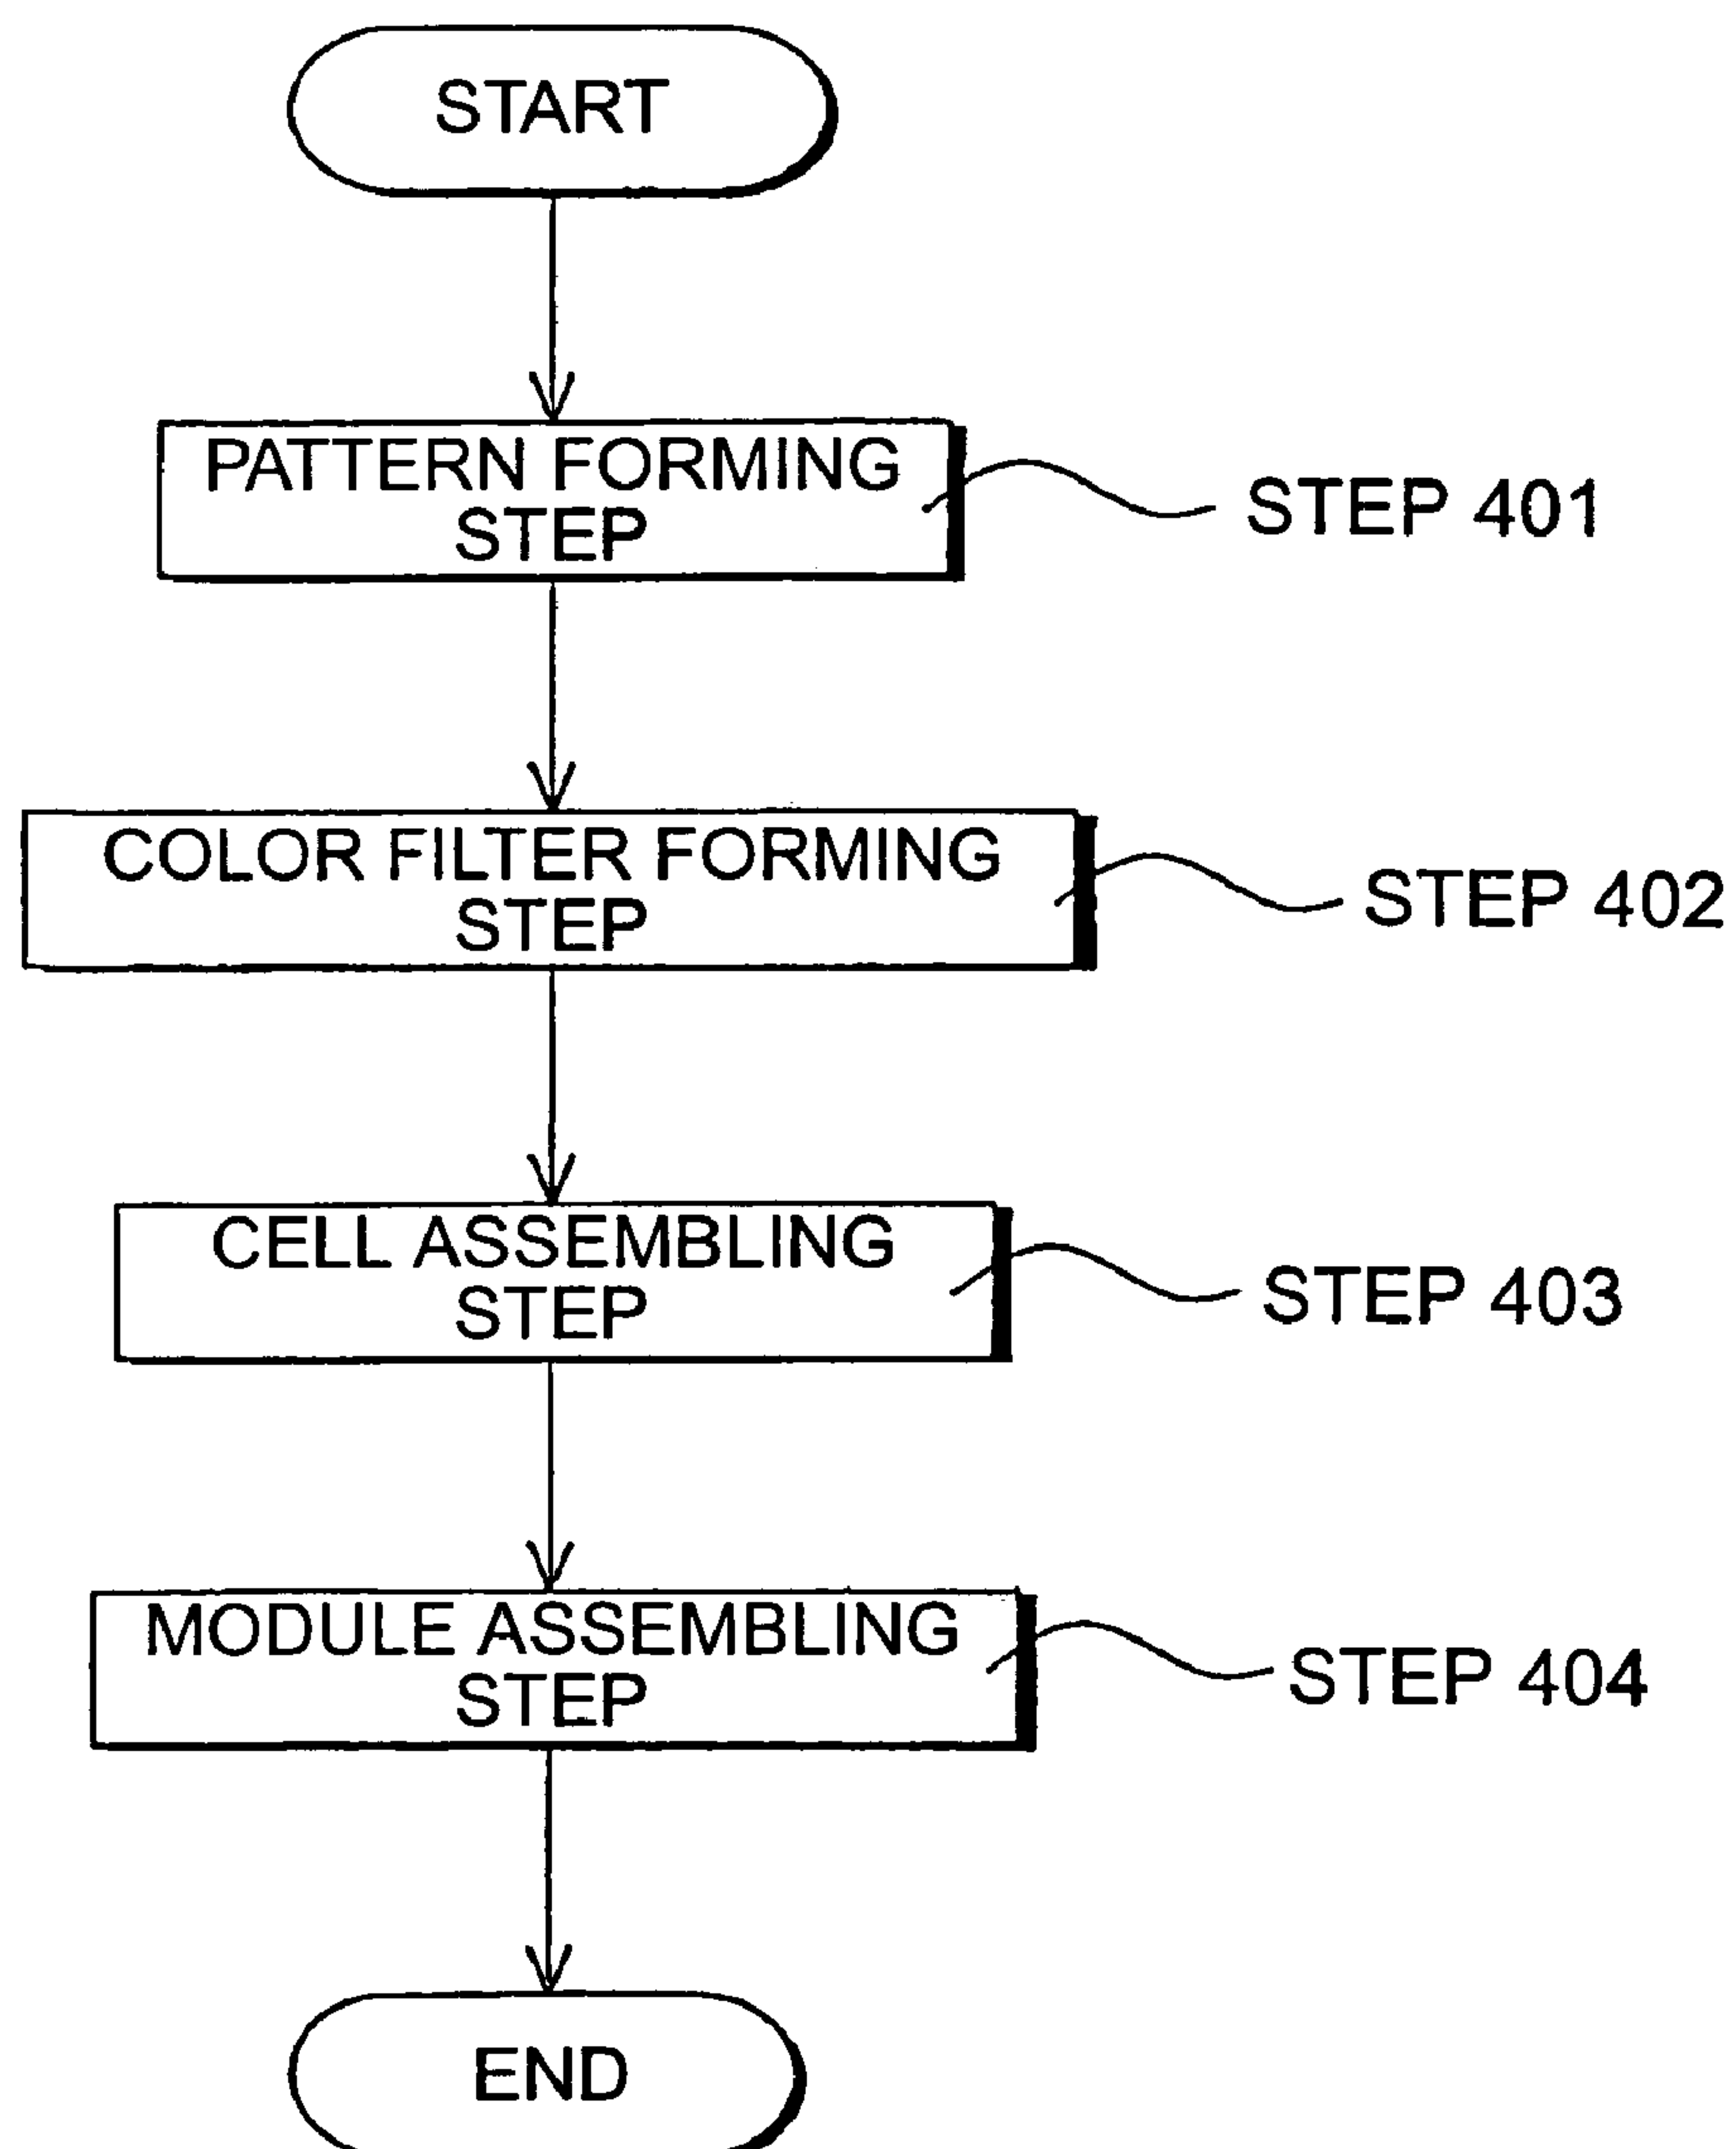 START
PATTERN FORMING
STEP
STEP 401
COLOR FILTER FORMING
STEP
STEP 402
CELL ASSEMBLING
STEP
STEP 403
MODULE ASSEMBLING
STEP
STEP 404
END